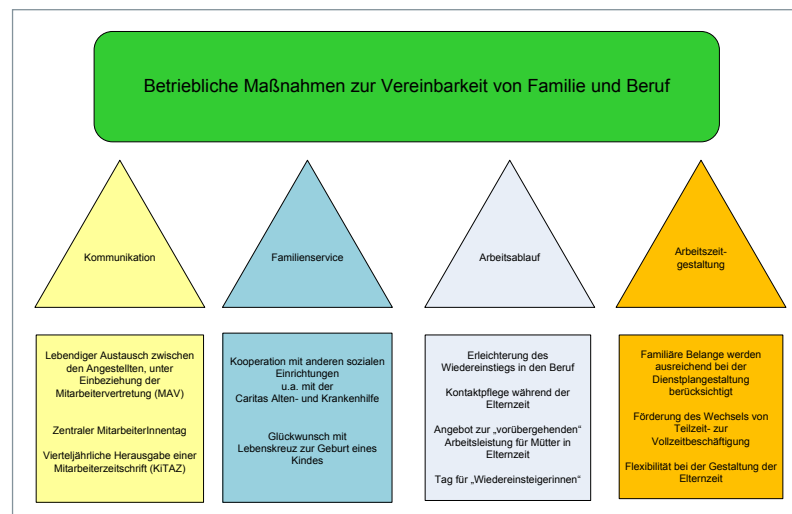 Betriebliche Maßnahmen zur Vereinbarkeit von Familie und Beruf
Kommunikation
Familienservice
Arbeitsablauf
Arbeitszeit-
gestaltung
Lebendiger Austausch zwischen
den Angestellten, unter
Einbeziehung der
Mitarbeitervertretung (MAV)
Zentraler MitarbeiterInnentag
Vierteljährliche Herausgabe einer
Mitarbeiterzeitschrift (KiTAZ)
Kooperation mit anderen sozialen
Einrichtungen
u.a. mit der
Caritas Alten- und Krankenhilfe
Glückwunsch mit
Lebenskreuz zur Geburt eines
Kindes
Erleichterung des
Wiedereinstiegs in den Beruf
Kontaktpflege während der
Elternzeit
Angebot zur „vorübergehenden“
Arbeitsleistung für Mütter in
Elternzeit
Tag für „Wiedereinsteigerinnen“
Familiäre Belange werden
ausreichend bei der
Dienstplangestaltung
berücksichtigt
Förderung des Wechsels von
Teilzeit- zur
Vollzeitbeschäftigung
Flexibilität bei der Gestaltung der
Elternzeit